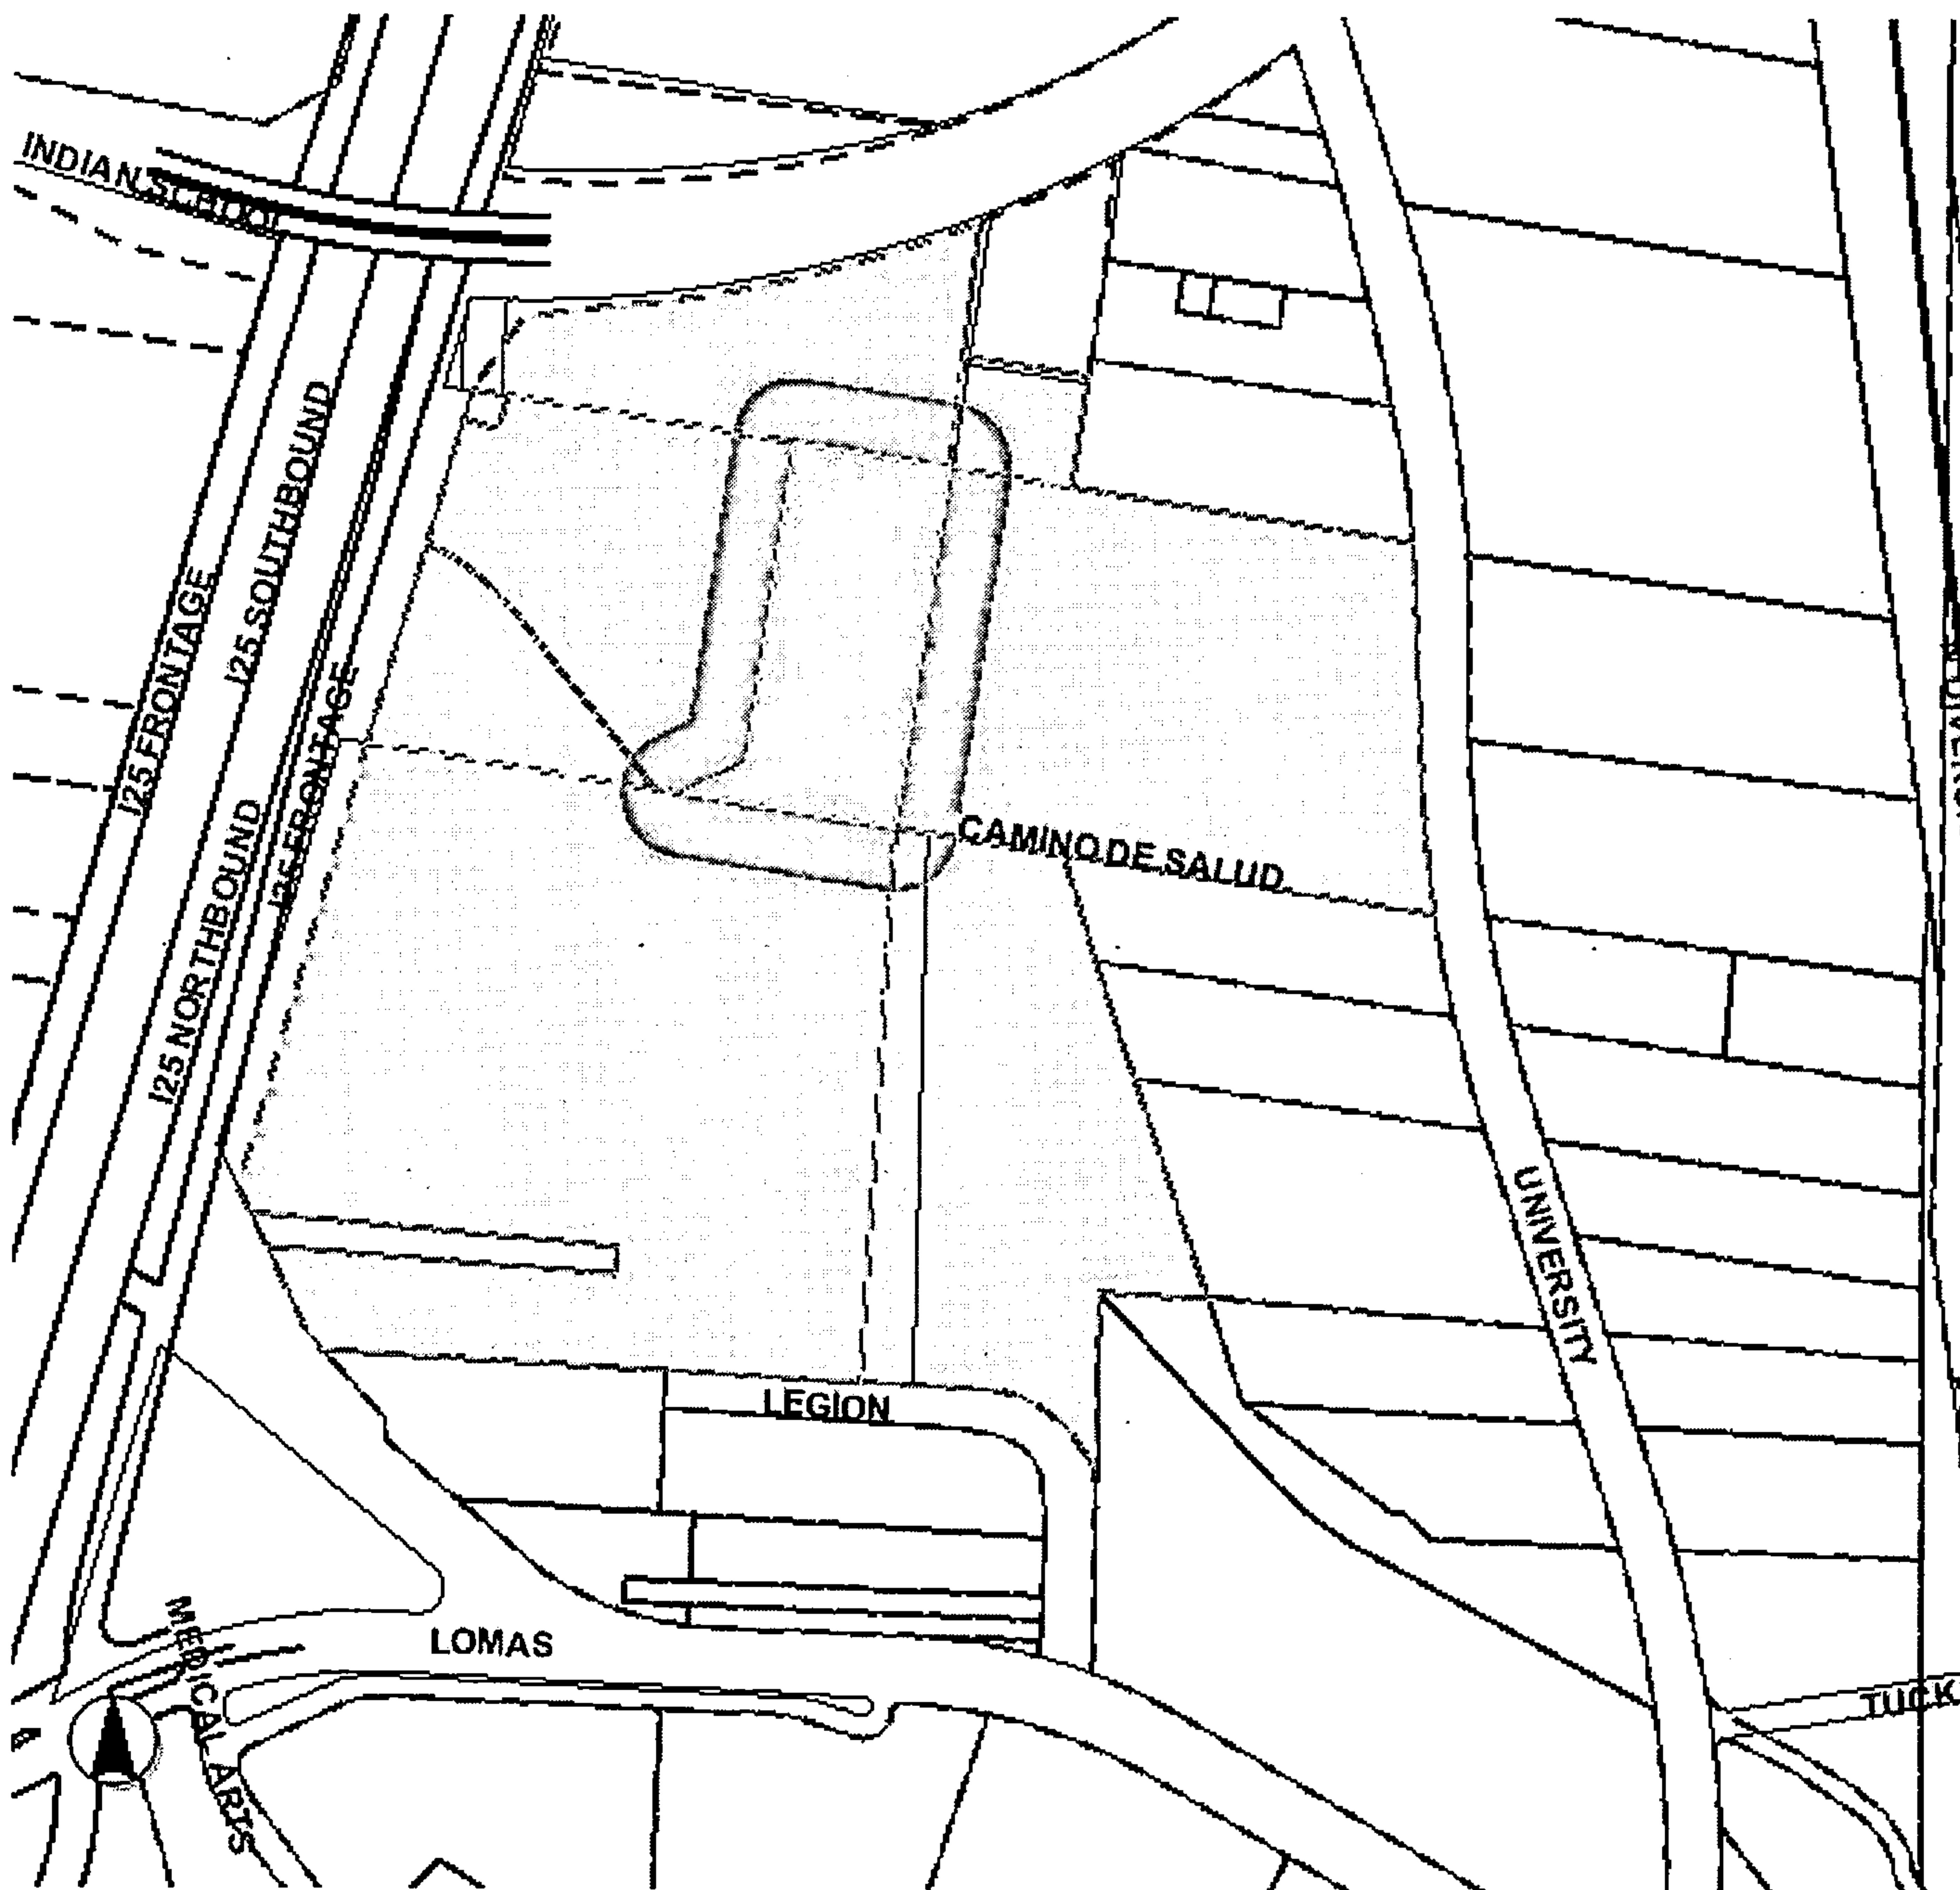 INDIAN SCHOOL
I25 SOUTHBOUND
I25 FRONTAGE
I25 FRONTAGE
I25 NORTHBOUND
CAMINO DE SALUD
UNIVERSITY
LEGION
LOMAS
MEDICAL ARTS
TUCK